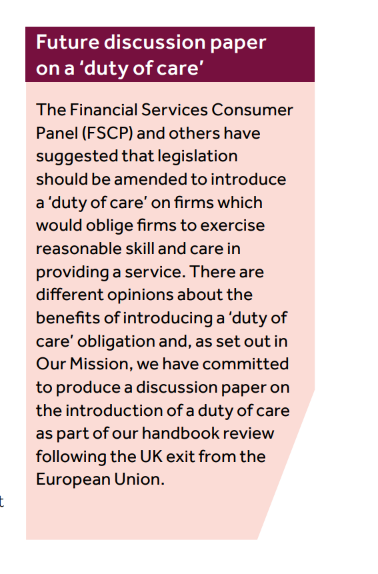 Future discussion paper
on a ‘duty of care’
The Financial Services Consumer
Panel (FSCP) and others have
suggested that legislation
should be amended to introduce
a ‘duty of care’ on firms which
would oblige firms to exercise
reasonable skill and care in
providing a service. There are
different opinions about the
benefits of introducing a ‘duty of
care’ obligation and, as set out in
Our Mission, we have committed
to produce a discussion paper on
the introduction of a duty of care
as part of our handbook review
following the UK exit from the
European Union.
t